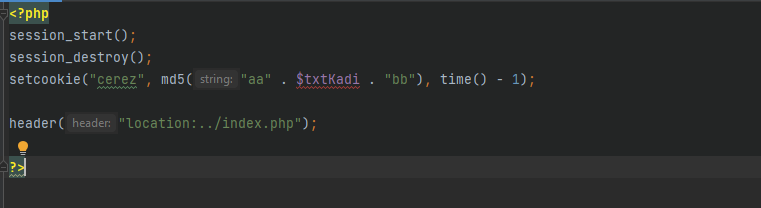 <?php
session_start();
session_destroy();
setcookie("cerez", md5( string: "aa" . $txtKadi . "bb"), time() - 1);
header( header: "location:../index.php");
?>